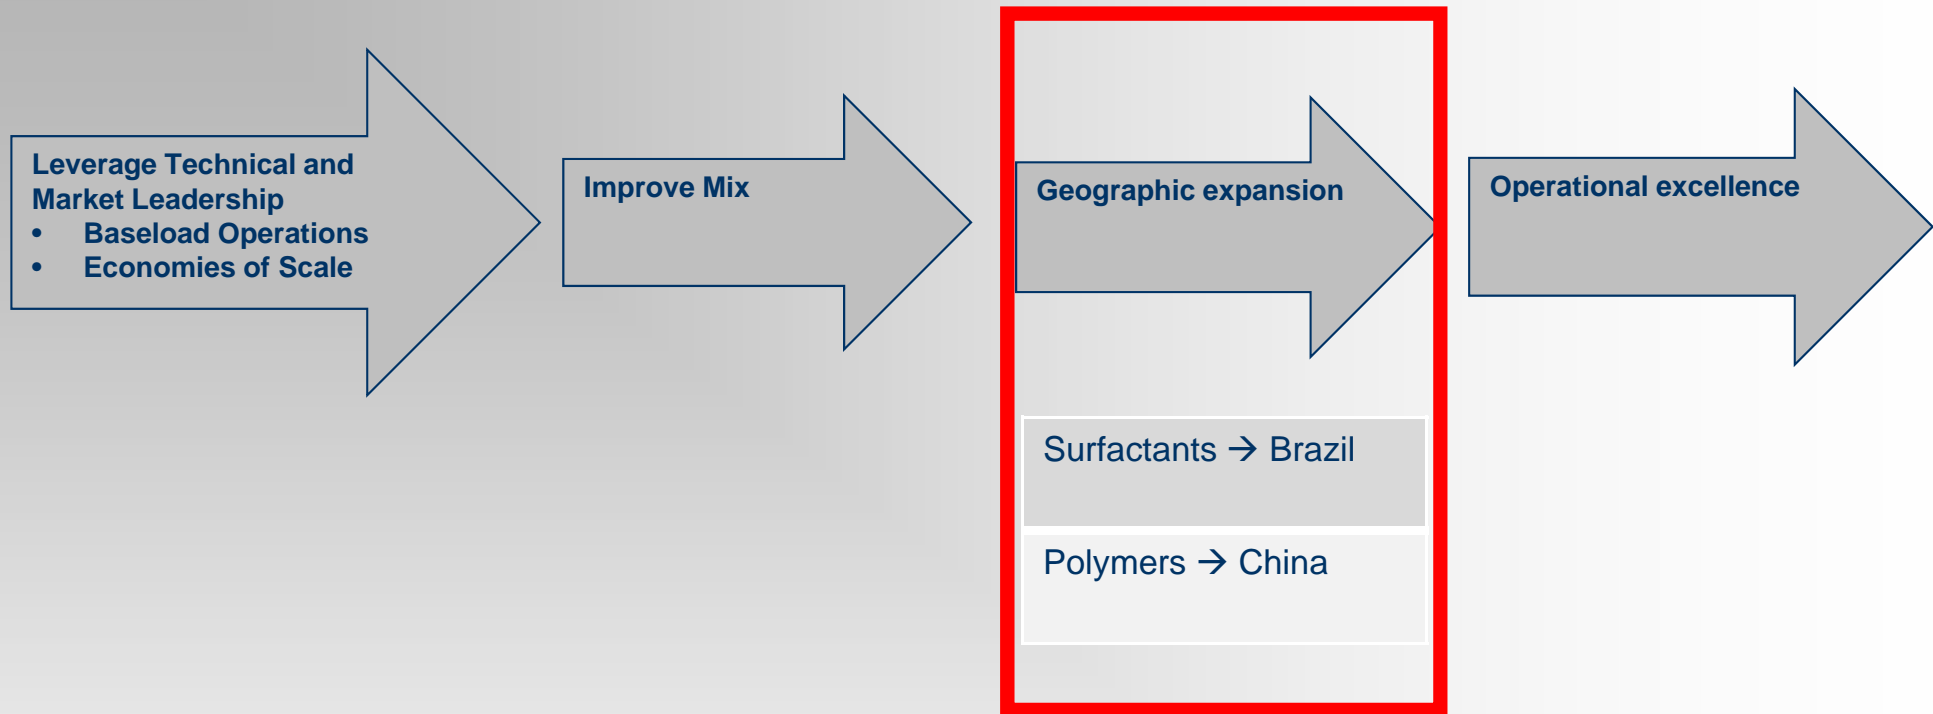 Leverage Technical and
Market Leadership
• Baseload Operations
• Economies of Scale
Improve Mix
Geographic expansion
Operational excellence
Surfactants → Brazil
Polymers → China